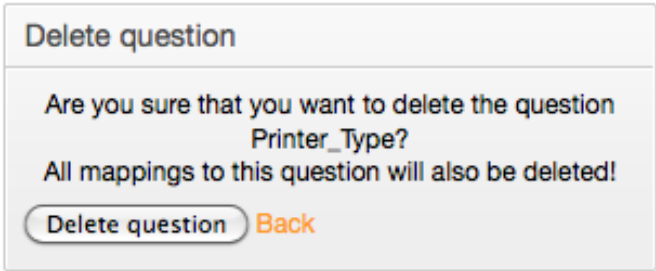 Delete question
Are you sure that you want to delete the question
Printer_Type?
All mappings to this question will also be deleted!
Delete question Back